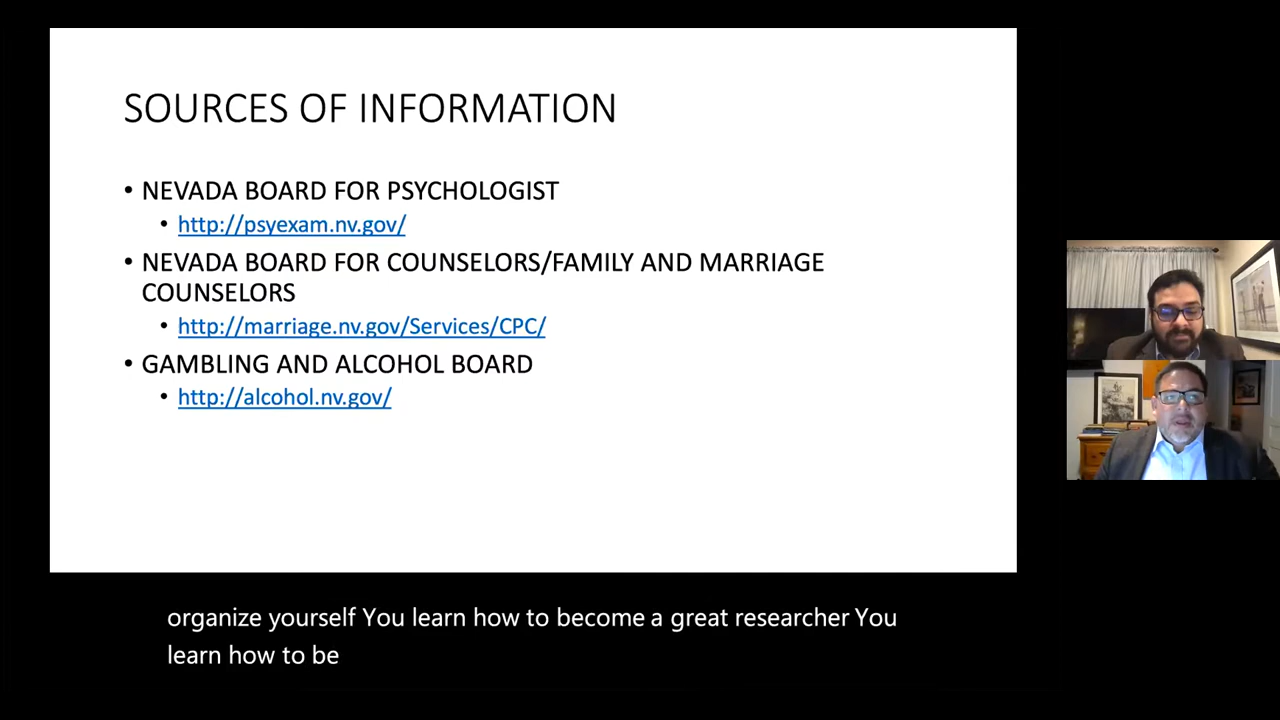 SOURCES OF INFORMATION
• NEVADA BOARD FOR PSYCHOLOGIST
• http://psyexam.nv.gov/
• NEVADA BOARD FOR COUNSELORS/FAMILY AND MARRIAGE
COUNSELORS
• http://marriage.nv.gov/Services/CPC/
• GAMBLING AND ALCOHOL BOARD
• http://alcohol.nv.gov/
organize yourself You learn how to become a great researcher You
learn how to be